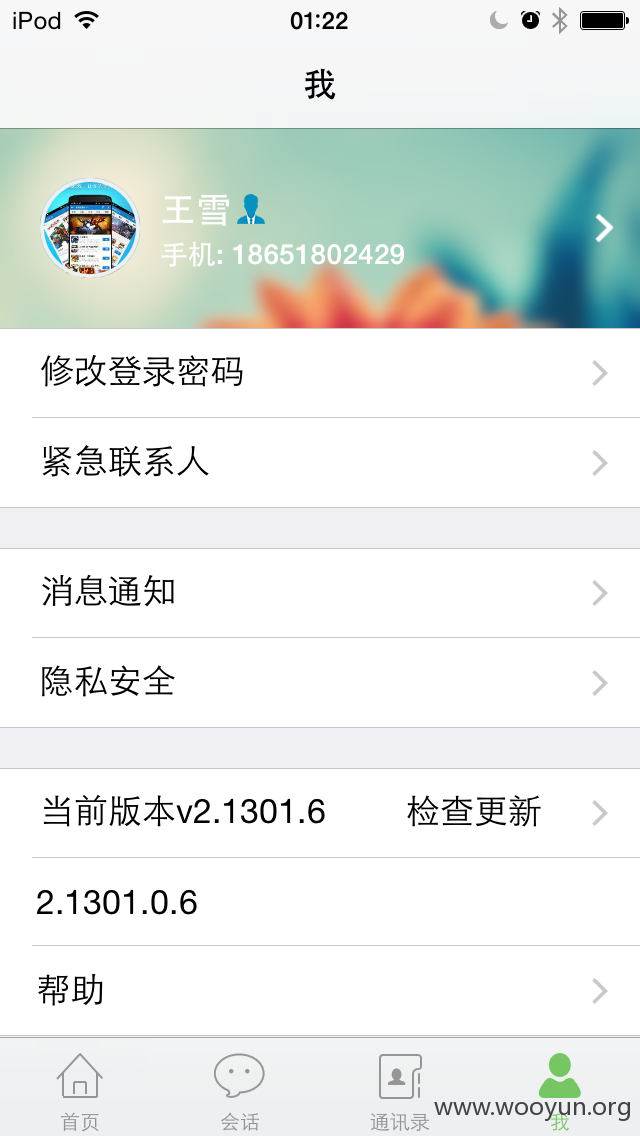 iPod 01:22
我
王雪
手机: 18651802429
修改登录密码
紧急联系人
消息通知
隐私安全
当前版本v2.1301.6 检查更新
2.1301.0.6
帮助
首页 会话 通讯录 我
www.wooyun.org